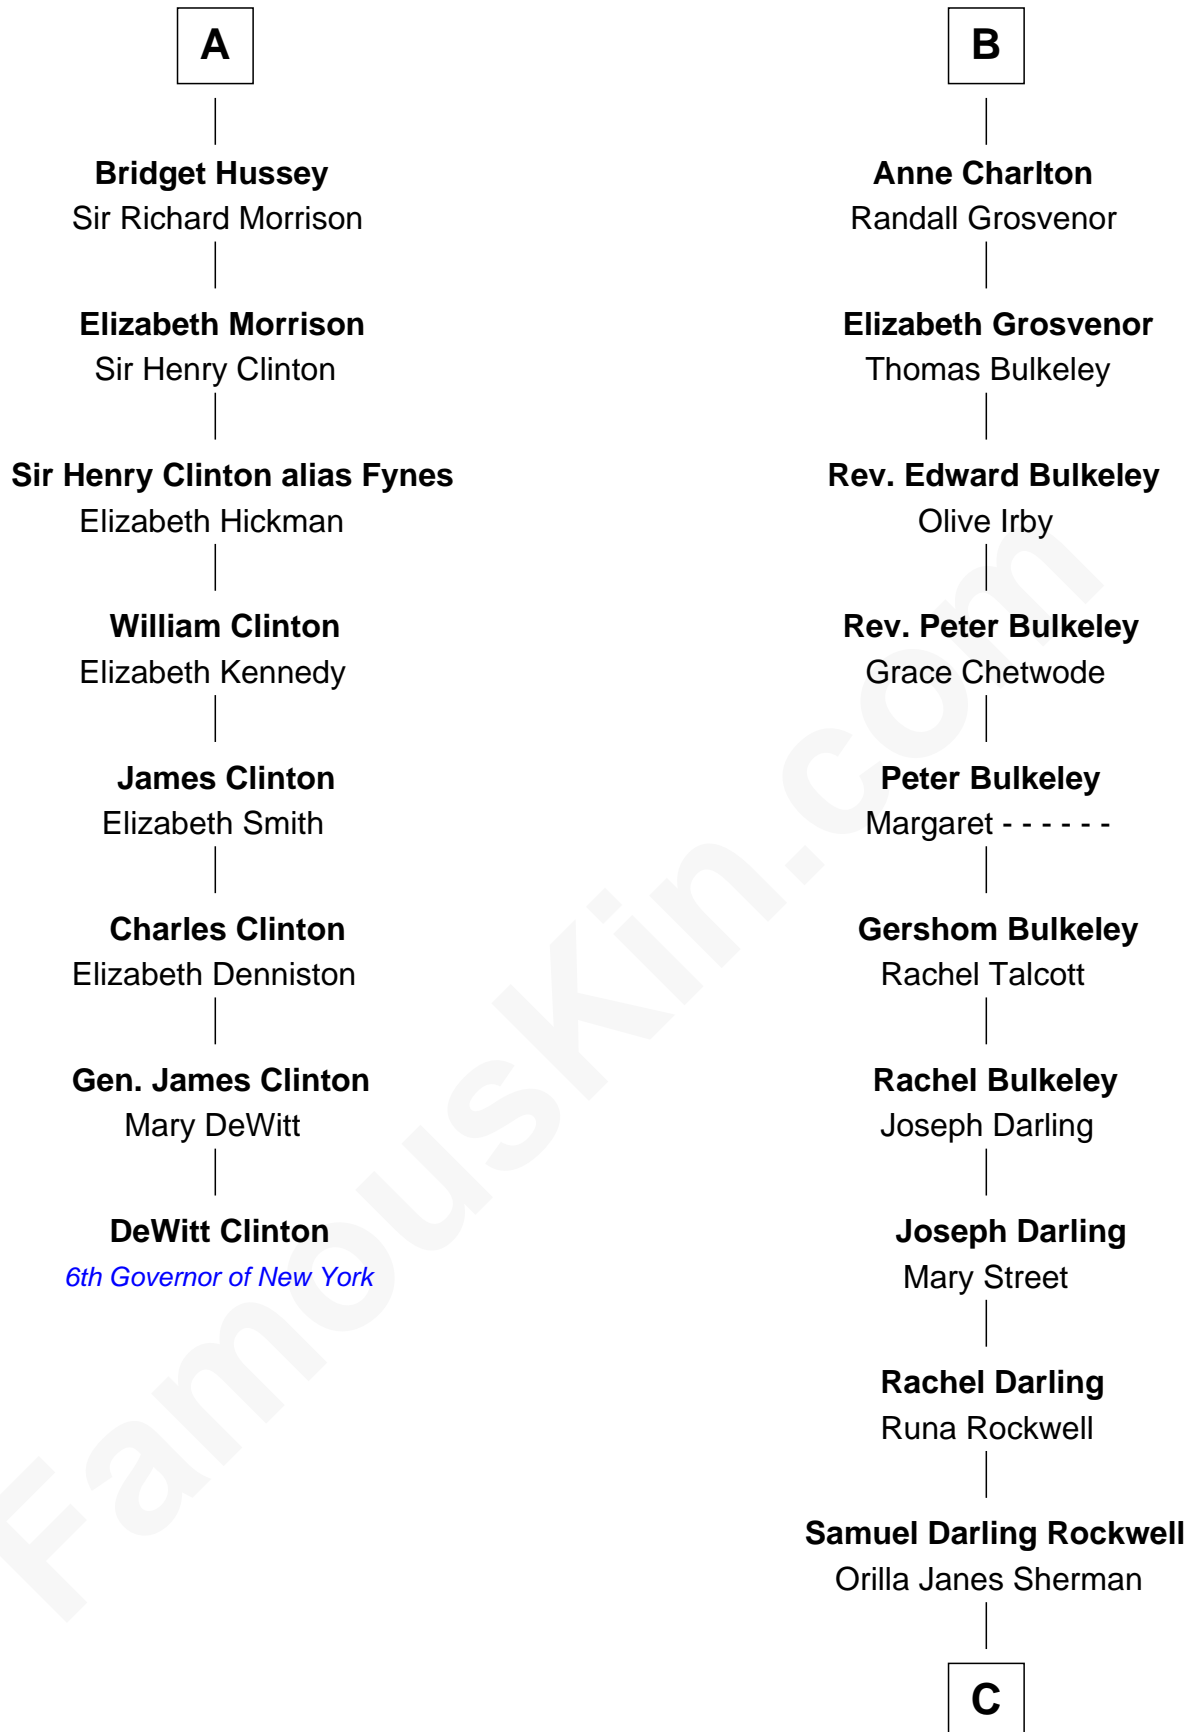 A
Bridget Hussey
Sir Richard Morrison
Elizabeth Morrison
Sir Henry Clinton
Sir Henry Clinton alias Fynes
Elizabeth Hickman
William Clinton
Elizabeth Kennedy
James Clinton
Elizabeth Smith
Charles Clinton
Elizabeth Denniston
Gen. James Clinton
Mary DeWitt
DeWitt Clinton
6th Governor of New York
B
Anne Charlton
Randall Grosvenor
Elizabeth Grosvenor
Thomas Bulkeley
Rev. Edward Bulkeley
Olive Irby
Rev. Peter Bulkeley
Grace Chetwode
Peter Bulkeley
Margaret - - - - - -
Gershom Bulkeley
Rachel Talcott
Rachel Bulkeley
Joseph Darling
Joseph Darling
Mary Street
Rachel Darling
Runa Rockwell
Samuel Darling Rockwell
Orilla Janes Sherman
C
FamousKin.com